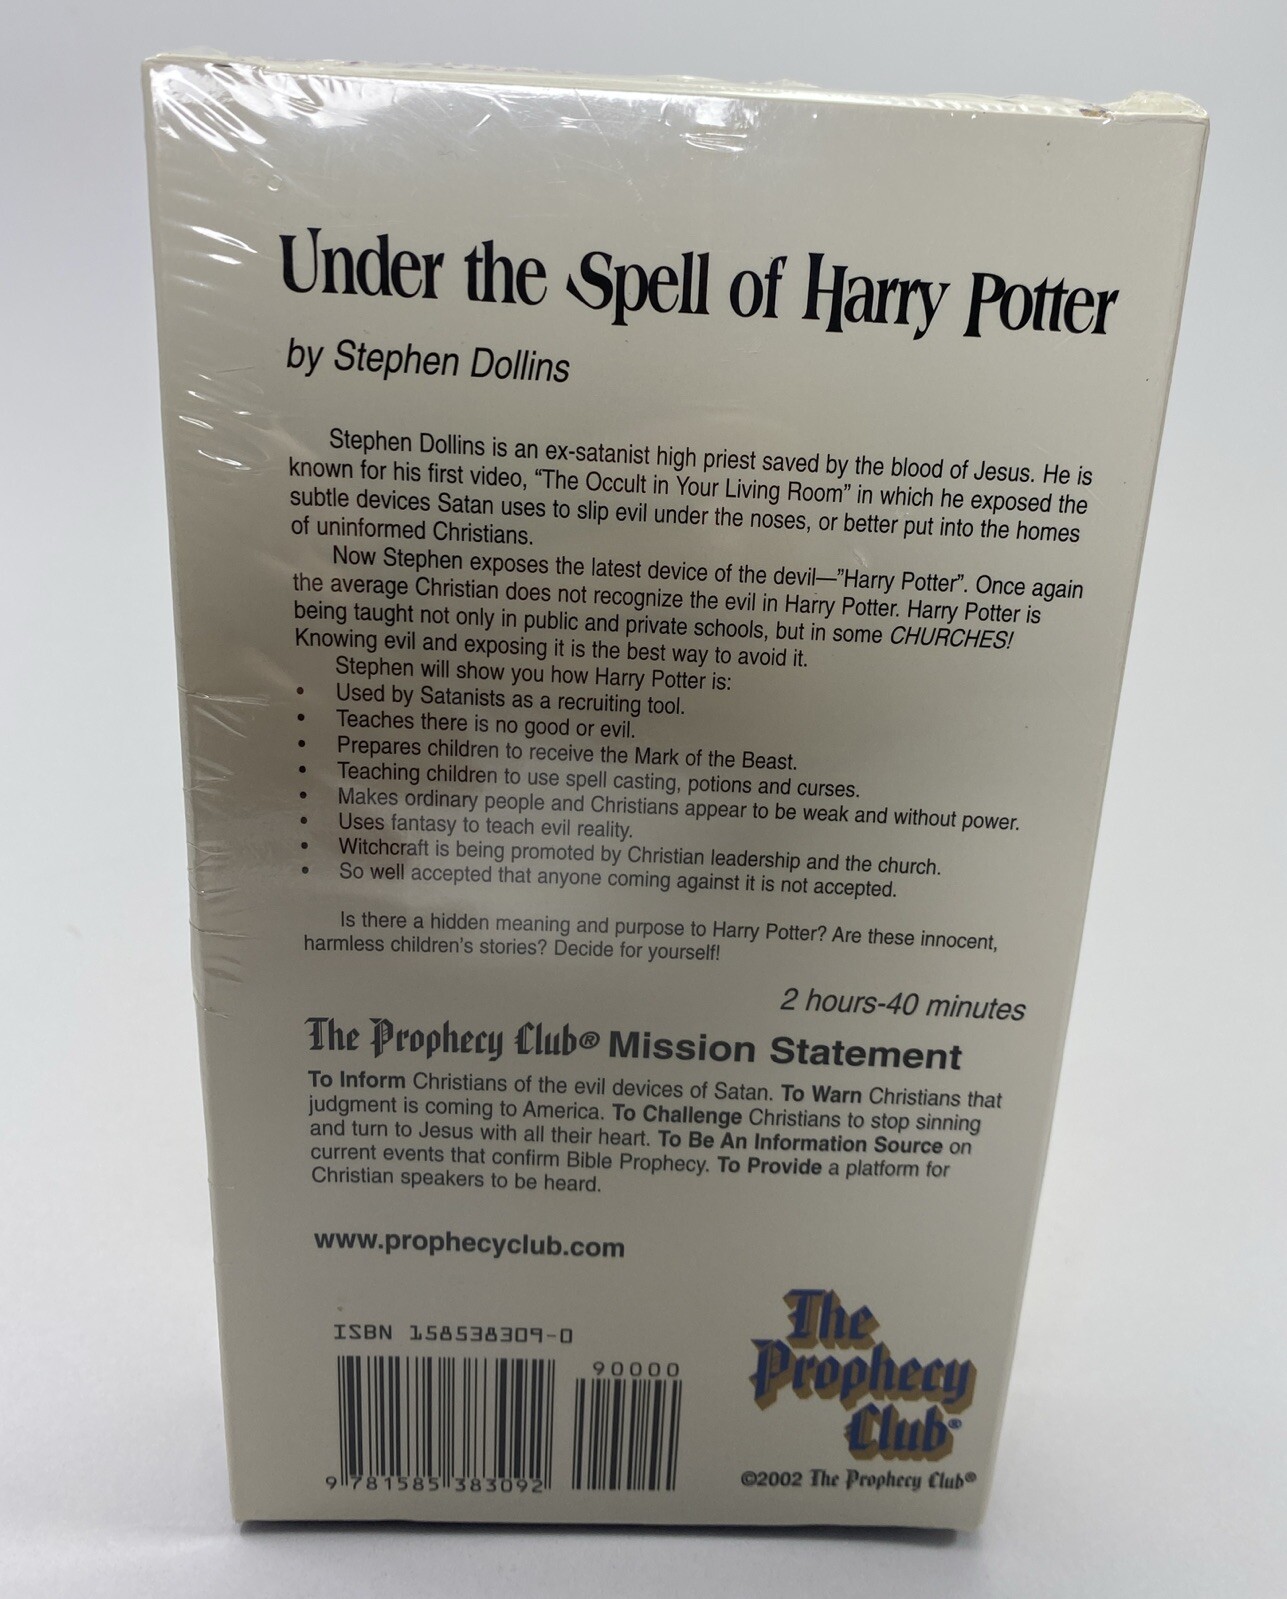 Under the Spell of Harry Potter
by Stephen Dollins
Stephen Dollins is an ex-satanist high priest saved by the blood of Jesus. He is
known for his first video, “The Occult in Your Living Room” in which he exposed the
subtle devices Satan uses to slip evil under the noses, or better put into the homes
of uninformed Christians.
Now Stephen exposes the latest device of the devil—”Harry Potter”. Once again
the average Christian does not recognize the evil in Harry Potter. Harry Potter is
being taught not only in public and private schools, but in some CHURCHES!
Knowing evil and exposing it is the best way to avoid it.
Stephen will show you how Harry Potter is:
• Used by Satanists as a recruiting tool.
• Teaches there is no good or evil.
• Prepares children to receive the Mark of the Beast.
• Teaching children to use spell casting, potions and curses.
• Makes ordinary people and Christians appear to be weak and without power.
• Uses fantasy to teach evil reality.
• Witchcraft is being promoted by Christian leadership and the church.
• So well accepted that anyone coming against it is not accepted.
Is there a hidden meaning and purpose to Harry Potter? Are these innocent,
harmless children’s stories? Decide for yourself!
2 hours-40 minutes
The Prophecy Club® Mission Statement
To Inform Christians of the evil devices of Satan. To Warn Christians that
judgment is coming to America. To Challenge Christians to stop sinning
and turn to Jesus with all their heart. To Be An Information Source on
current events that confirm Bible Prophecy. To Provide a platform for
Christian speakers to be heard.
www.prophecyclub.com
ISBN 158538309-0
90000
9 781585 383092
The
Prophecy
Club®
©2002 The Prophecy Club®